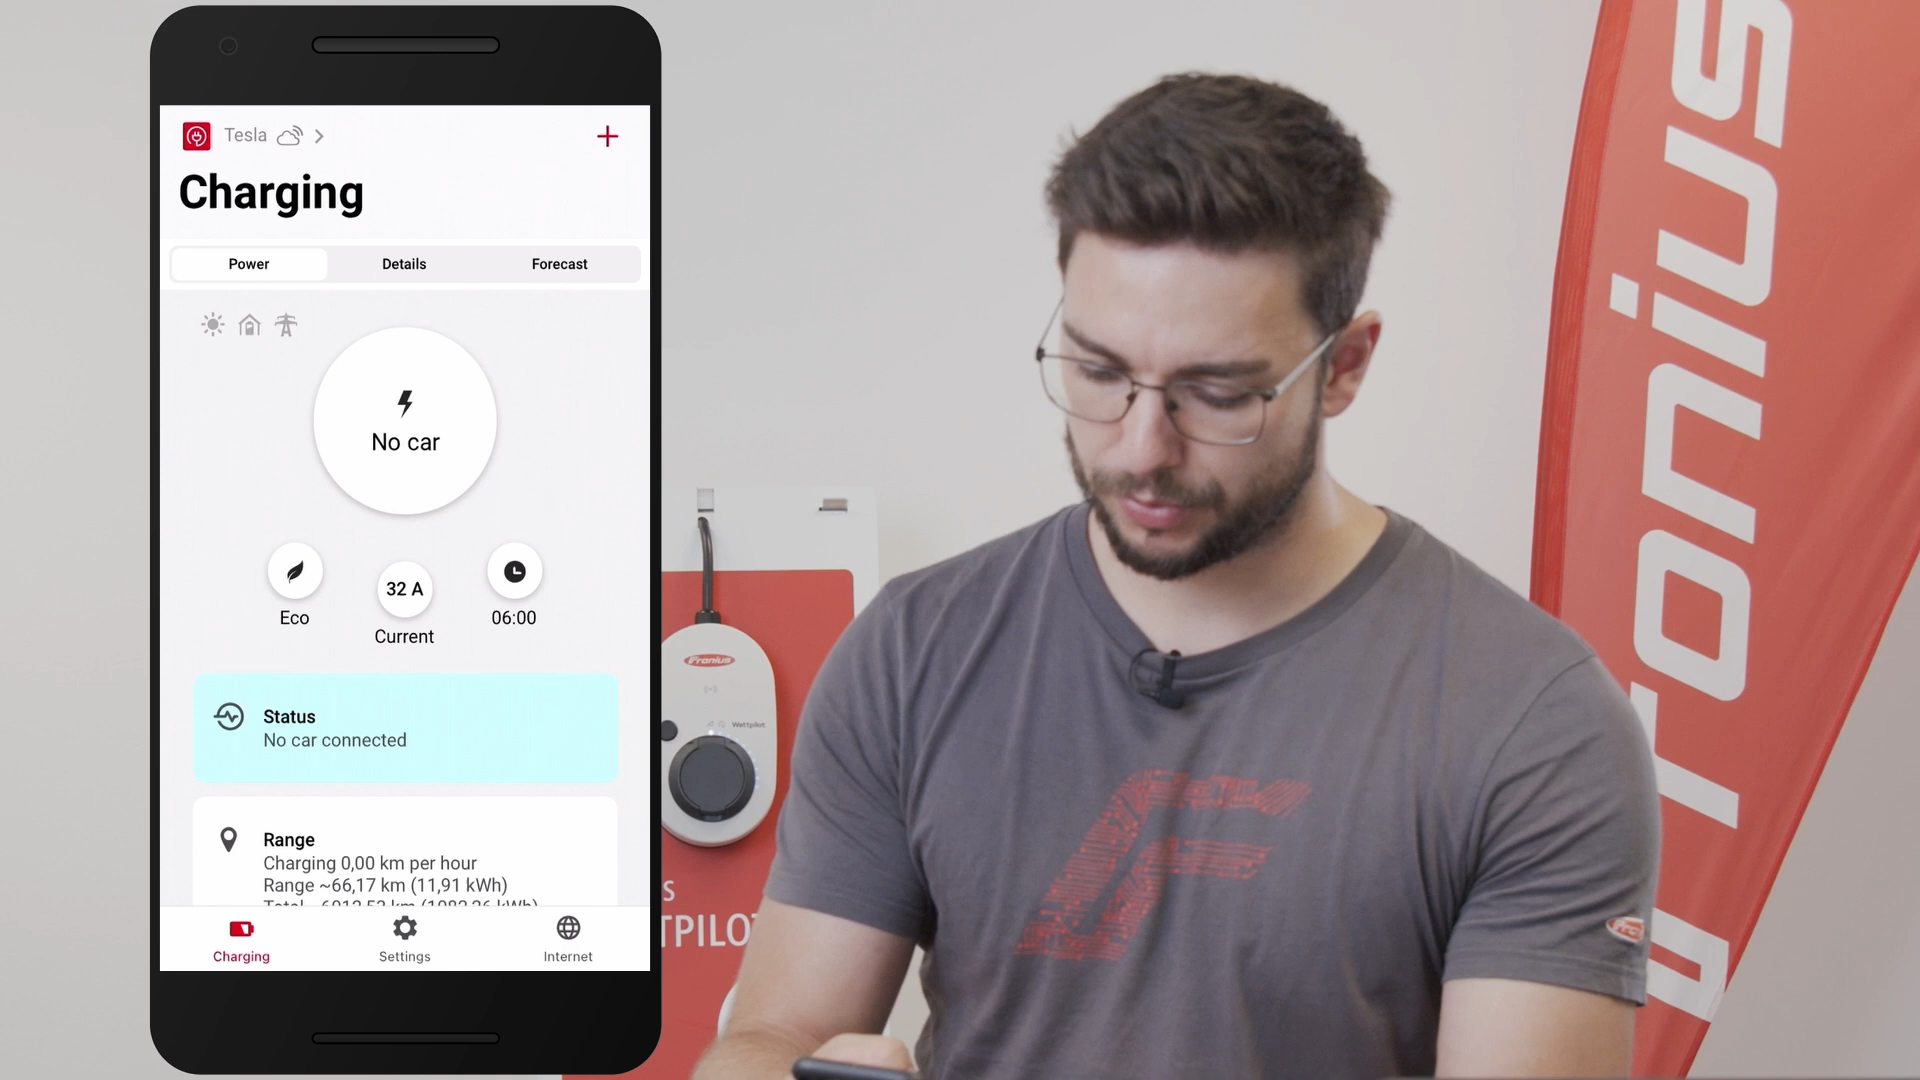 Tesla
Charging
Power
Details
Forecast
No car
Eco
32 A
Current
06:00
Status
No car connected
Range
Charging 0,00 km per hour
Range ~66,17 km (11,91 kWh)
Charging
Settings
Internet
Fronius
Wattpilot
S
TPILO
Fronius